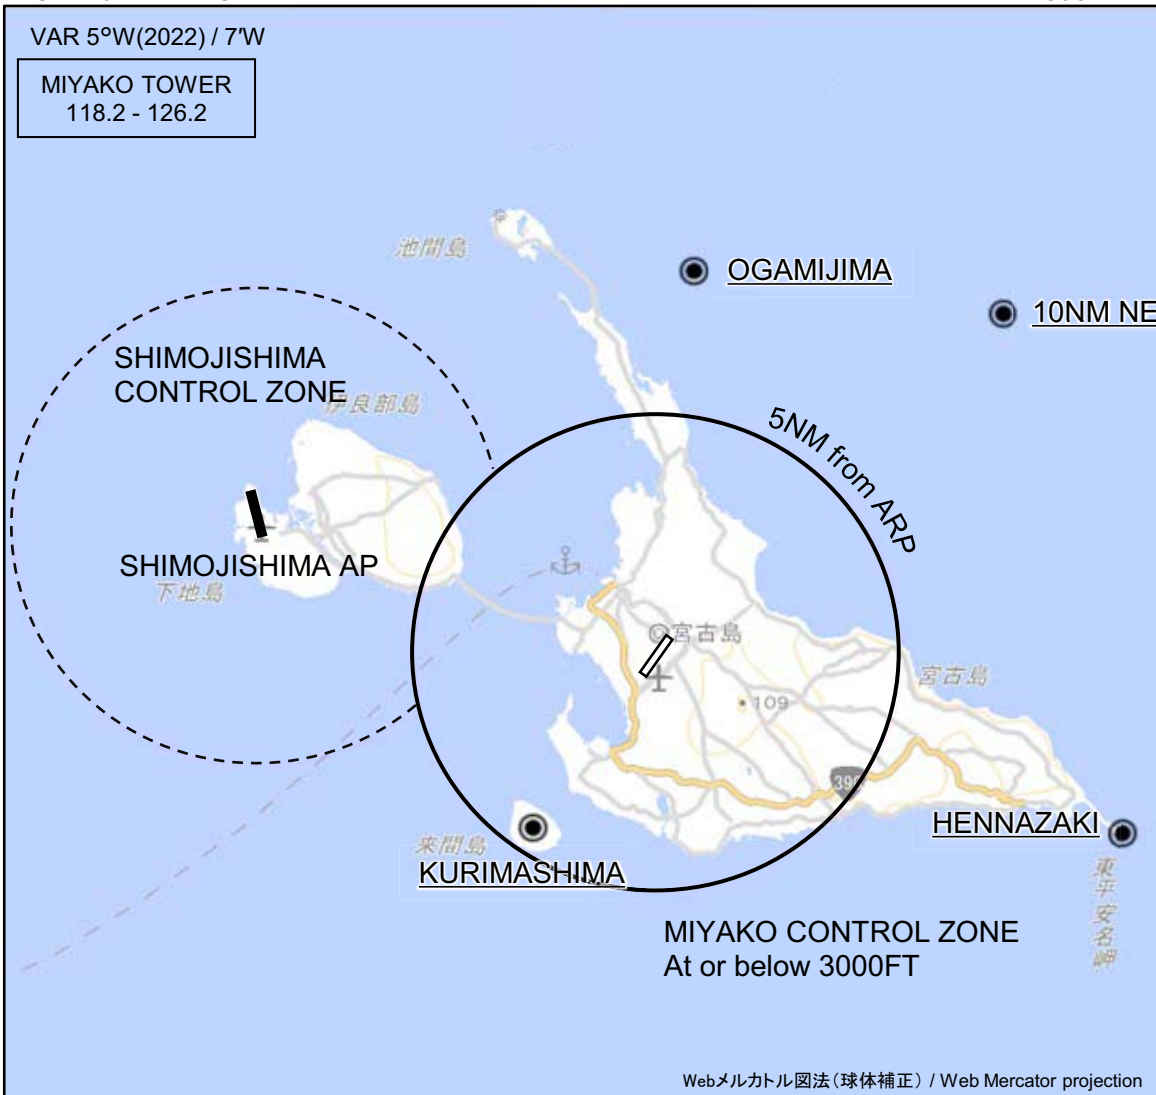 VAR 5°W(2022) / 7'W
MIYAKO TOWER
118.2 - 126.2
池間島
OGAMIJIMA
10NM NE
SHIMOJISHIMA
CONTROL ZONE
伊良部島
5NM from ARP
SHIMOJISHIMA AP
下地島
宮古島
宮古島
109
390
HENNAZAKI
来間島
KURIMASHIMA
東平安名岬
MIYAKO CONTROL ZONE
At or below 3000FT
Webメルカトル図法(球体補正) / Web Mercator projection